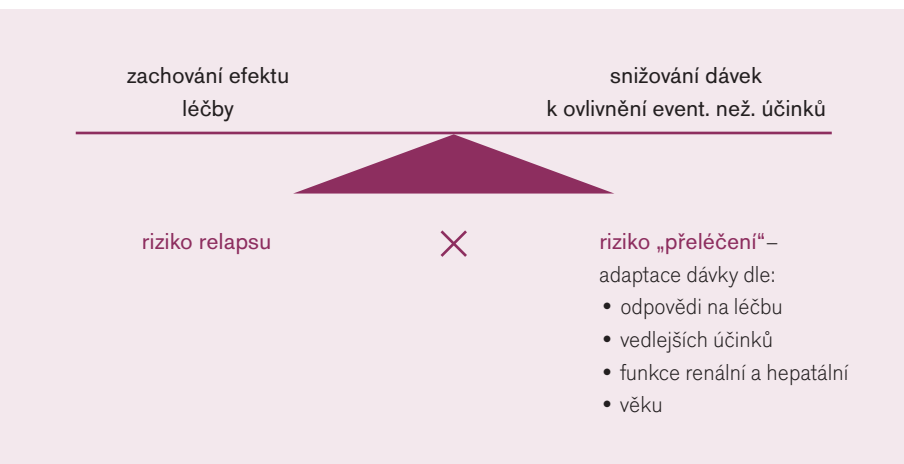 zachování efektu
léčby
snižování dávek
k ovlivnění event. než. účinků
riziko relapsu
×
riziko „přeléčení“–
adaptace dávky dle:
• odpovědi na léčbu
• vedlejších účinků
• funkce renální a hepatální
• věku